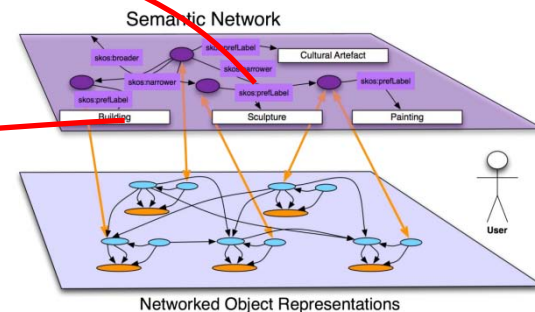 Semantic Network
skos:prefLabel
Cultural Artefact
skos:broader
skos:narrower
skos:narrower
skos:prefLabel
skos:prefLabel
skos:prefLabel
Building
Sculpture
Painting
User
Networked Object Representations